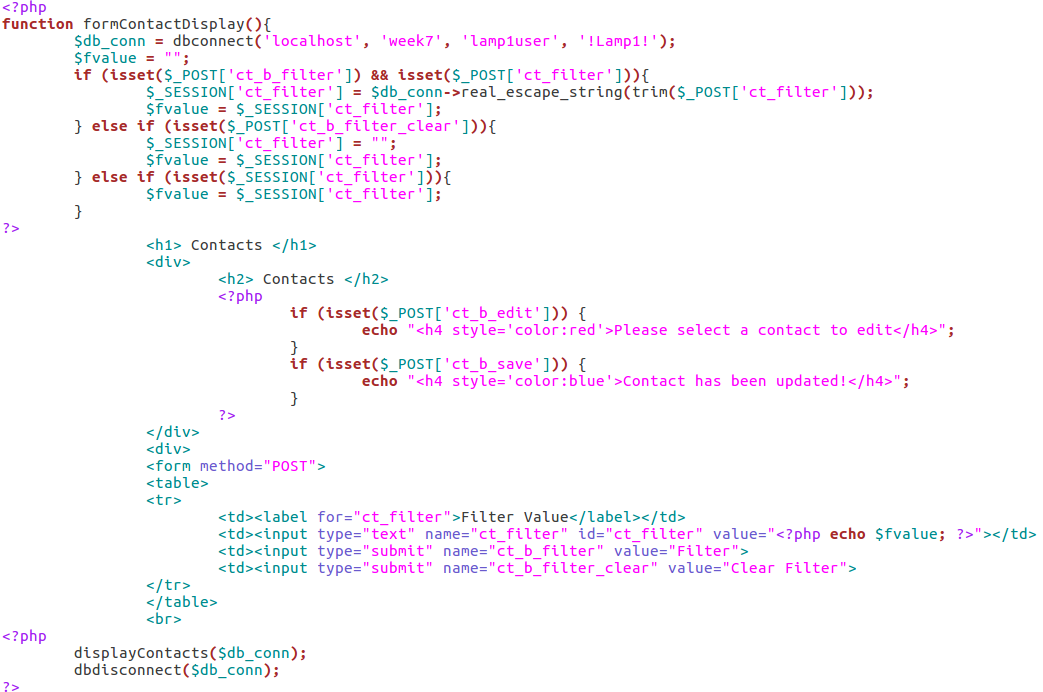 <?php
function formContactDisplay(){
        $db_conn = dbconnect('localhost', 'week7', 'lamp1user', '!Lamp1!');
        $fvalue = "";
        if (isset($_POST['ct_b_filter']) && isset($_POST['ct_filter'])){
                $_SESSION['ct_filter'] = $db_conn->real_escape_string(trim($_POST['ct_filter']));
                $fvalue = $_SESSION['ct_filter'];
        } else if (isset($_POST['ct_b_filter_clear'])){
                $_SESSION['ct_filter'] = "";
                $fvalue = $_SESSION['ct_filter'];
        } else if (isset($_SESSION['ct_filter'])){
                $fvalue = $_SESSION['ct_filter'];
        }
?>
                <h1> Contacts </h1>
                <div>
                        <h2> Contacts </h2>
                        <?php
                                if (isset($_POST['ct_b_edit'])) {
                                        echo "<h4 style='color:red'>Please select a contact to edit</h4>";
                                }
                                if (isset($_POST['ct_b_save'])) {
                                        echo "<h4 style='color:blue'>Contact has been updated!</h4>";
                                }
                        ?>
                </div>
                <div>
                <form method="POST">
                <table>
                <tr>
                        <td><label for="ct_filter">Filter Value</label></td>
                        <td><input type="text" name="ct_filter" id="ct_filter" value="<?php echo $fvalue; ?>"></td>
                        <td><input type="submit" name="ct_b_filter" value="Filter">
                        <td><input type="submit" name="ct_b_filter_clear" value="Clear Filter">
                </tr>
                </table>
                <br>
<?php
        displayContacts($db_conn);
        dbdisconnect($db_conn);
?>